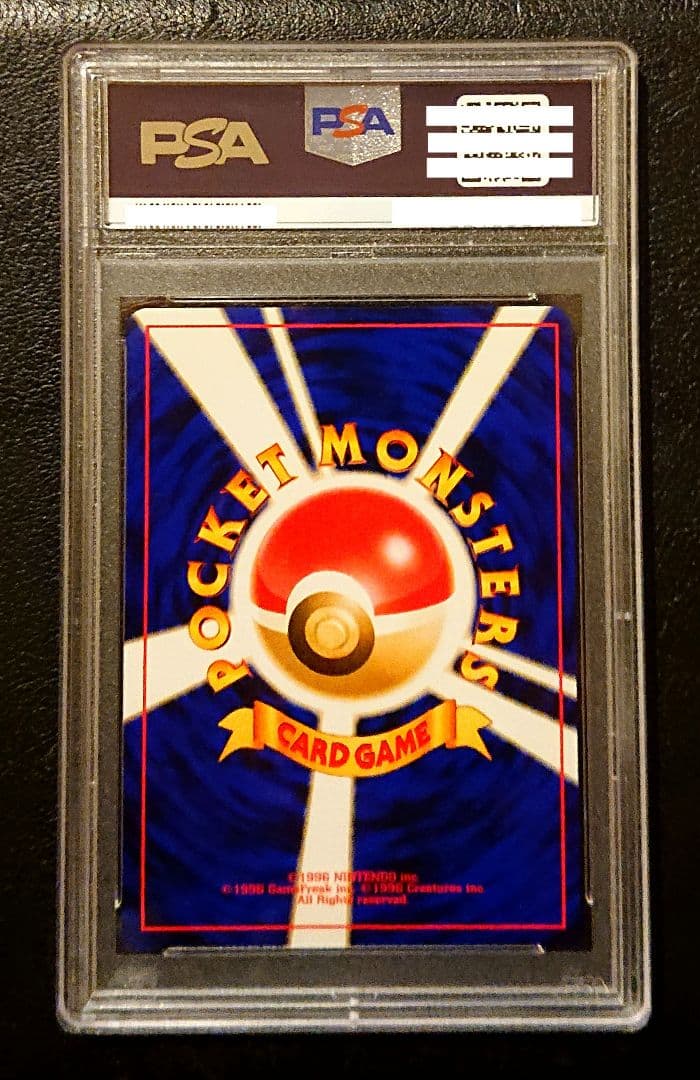 PSA
PSA
POCKET MONSTERS
CARD GAME
©1996 NINTENDO inc
©1996 GameFreak inc. ©1996 Creatures inc
All Rights reserved